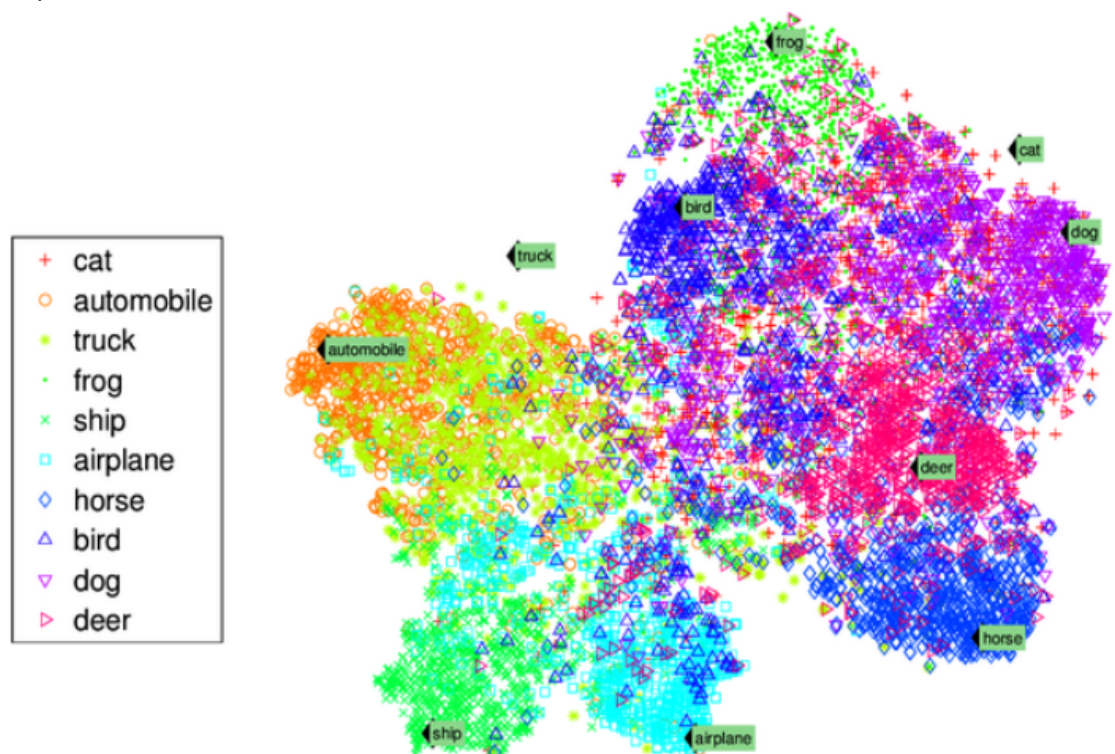 cat
automobile
truck
frog
ship
airplane
horse
bird
dog
deer
frog
cat
bird
dog
truck
automobile
deer
horse
ship
airplane